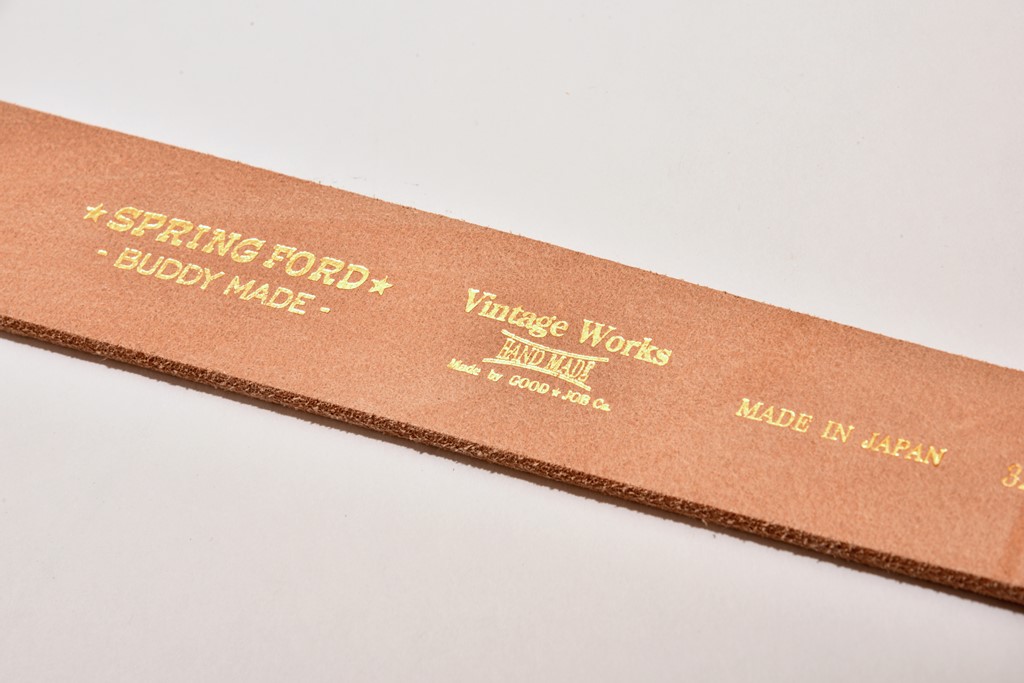 ★SPRING FORD★
- BUDDY MADE -
Vintage Works
HAND MADE
Made by GOOD★JOB Co.
MADE IN JAPAN